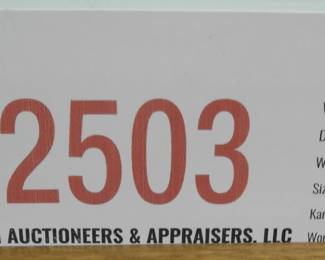 2503
AUCTIONEERS & APPRAISERS, LLC